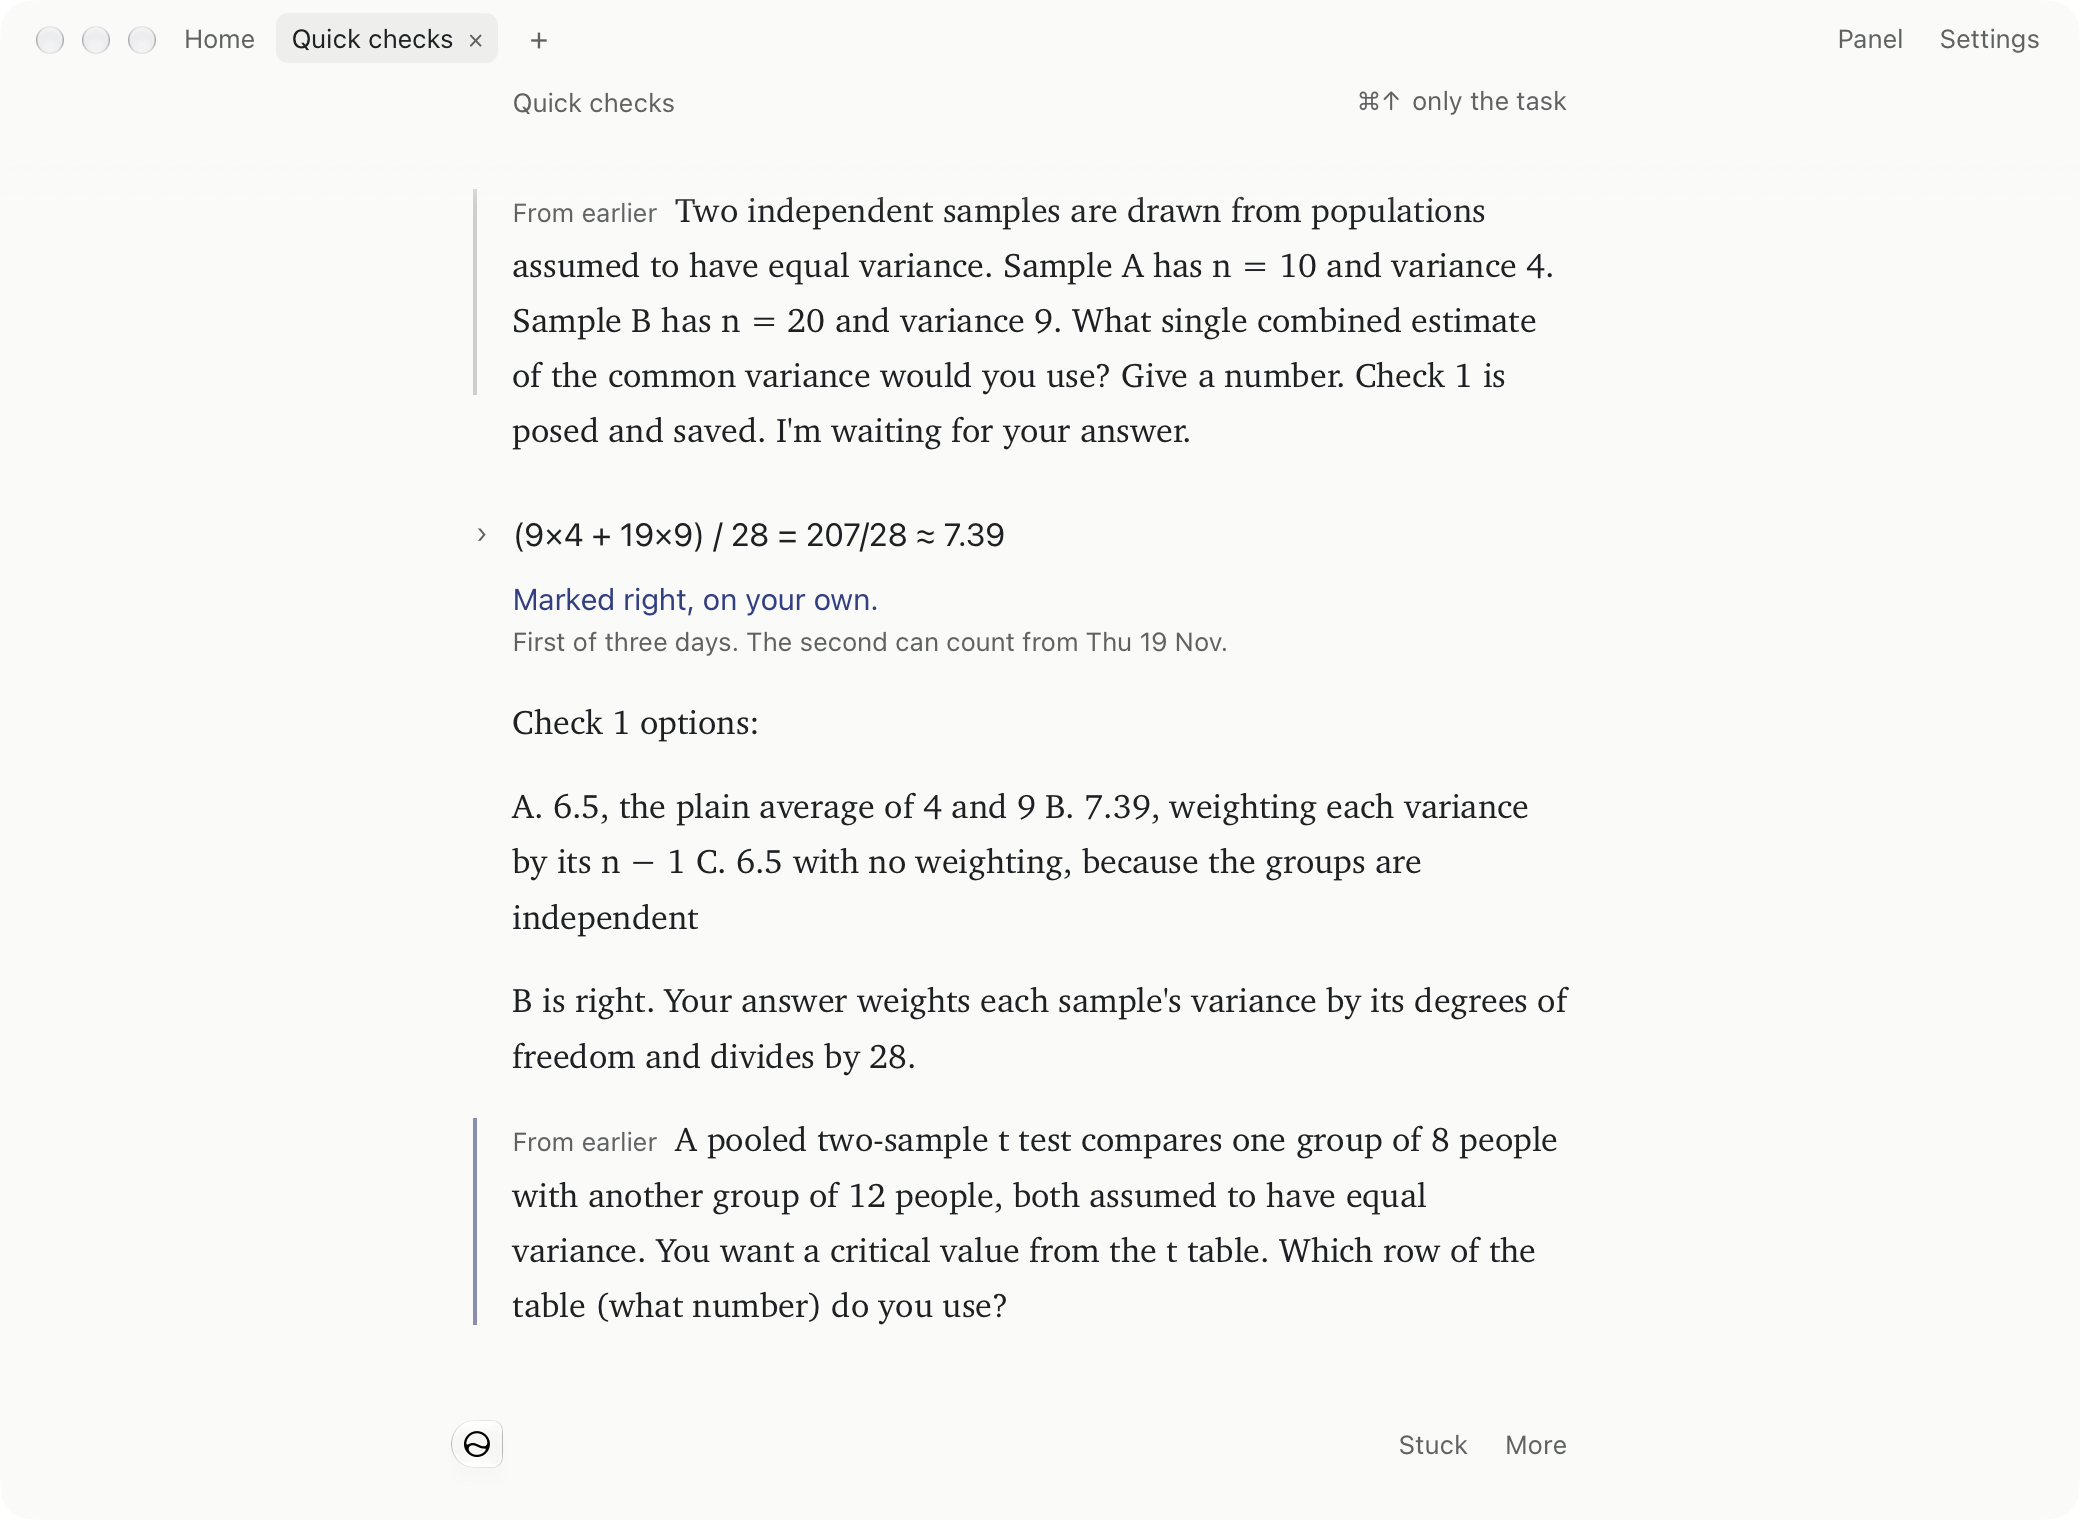 Home
Quick checks ×
+
Panel
Settings
Quick checks
⌘↑ only the task
From earlier Two independent samples are drawn from populations
assumed to have equal variance. Sample A has n = 10 and variance 4.
Sample B has n = 20 and variance 9. What single combined estimate
of the common variance would you use? Give a number. Check 1 is
posed and saved. I'm waiting for your answer.
› (9×4 + 19×9) / 28 = 207/28 ≈ 7.39
Marked right, on your own.
First of three days. The second can count from Thu 19 Nov.
Check 1 options:
A. 6.5, the plain average of 4 and 9 B. 7.39, weighting each variance
by its n − 1 C. 6.5 with no weighting, because the groups are
independent
B is right. Your answer weights each sample's variance by its degrees of
freedom and divides by 28.
From earlier A pooled two-sample t test compares one group of 8 people
with another group of 12 people, both assumed to have equal
variance. You want a critical value from the t table. Which row of the
table (what number) do you use?
Stuck
More